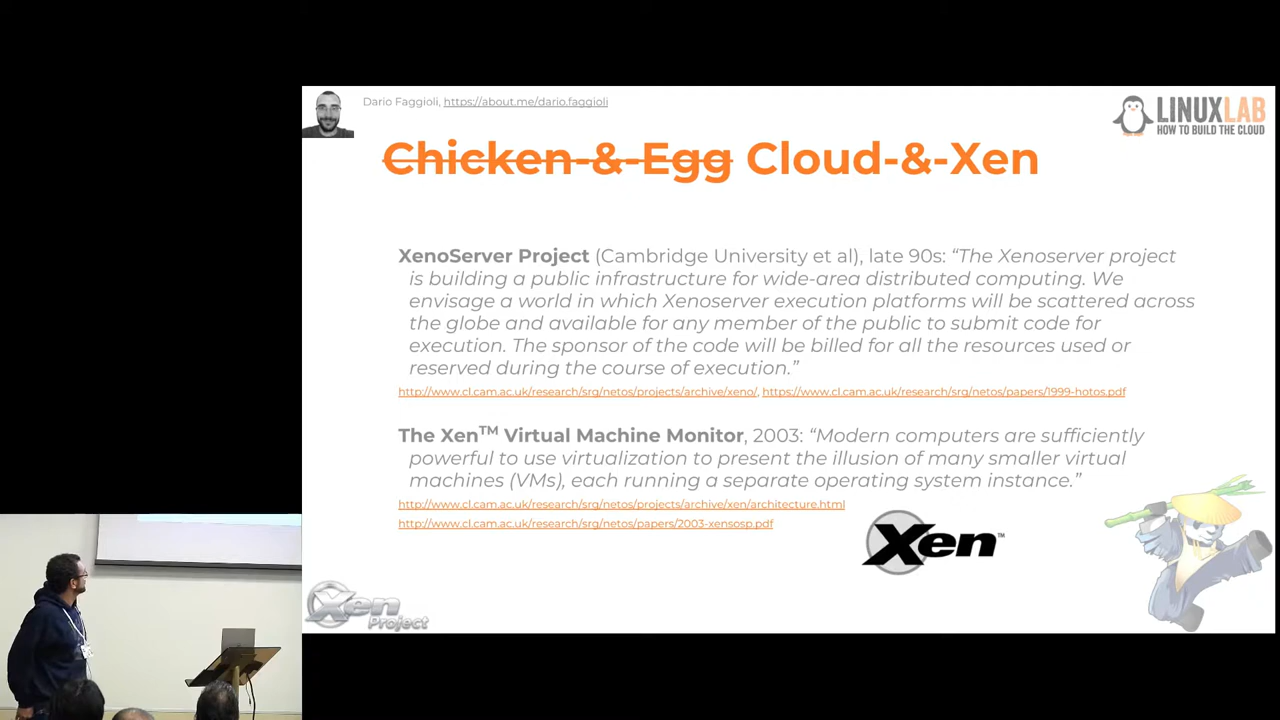 Dario Faggioli, https://about.me/dario.faggioli
LINUXLAB
HOW TO BUILD THE CLOUD
Chicken-&-Egg Cloud-&-Xen
XenoServer Project (Cambridge University et al), late 90s: “The Xenoserver project
is building a public infrastructure for wide-area distributed computing. We
envisage a world in which Xenoserver execution platforms will be scattered across
the globe and available for any member of the public to submit code for
execution. The sponsor of the code will be billed for all the resources used or
reserved during the course of execution.”
http://www.cl.cam.ac.uk/research/srg/netos/projects/archive/xeno/, https://www.cl.cam.ac.uk/research/srg/netos/papers/1999-hotos.pdf
The Xen™ Virtual Machine Monitor, 2003: “Modern computers are sufficiently
powerful to use virtualization to present the illusion of many smaller virtual
machines (VMs), each running a separate operating system instance.”
http://www.cl.cam.ac.uk/research/srg/netos/projects/archive/xen/architecture.html
http://www.cl.cam.ac.uk/research/srg/netos/papers/2003-xensosp.pdf
Xen™
Xen
Project